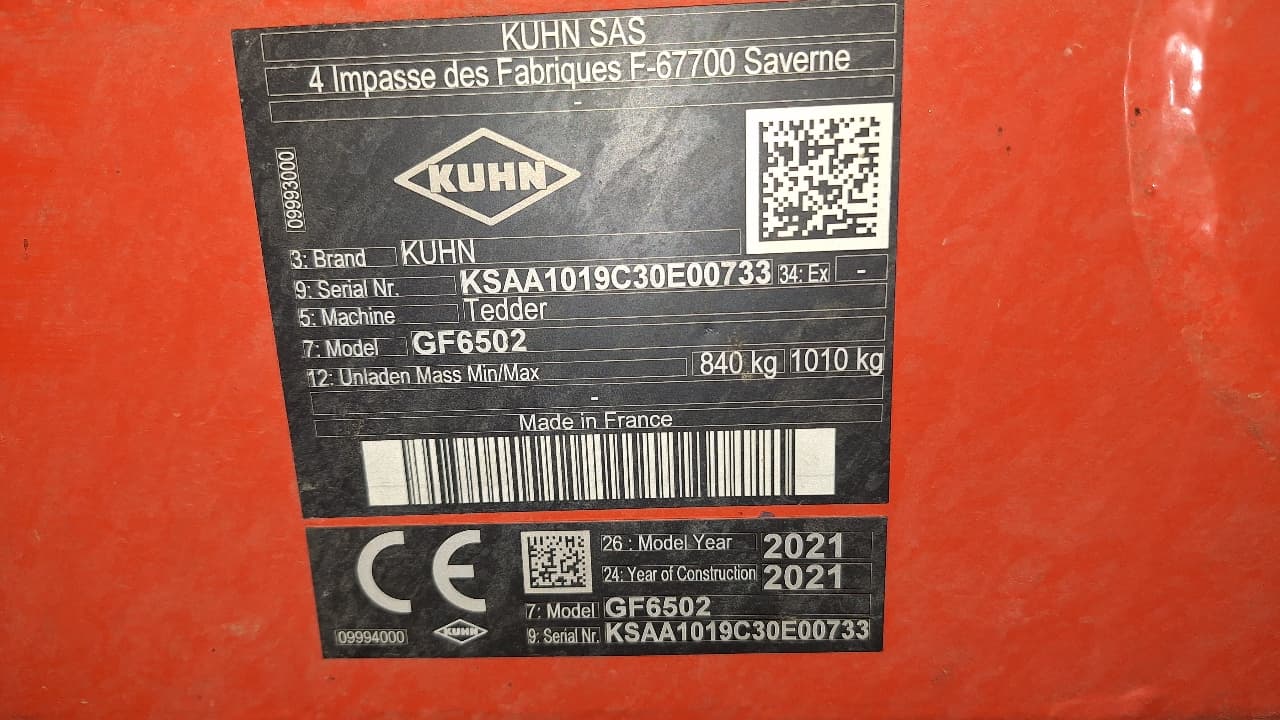 KUHN SAS
4 Impasse des Fabriques F-67700 Saverne
-
KUHN
09993000
3: Brand KUHN
9: Serial Nr. KSAA1019C30E00733 34: Ex -
5: Machine Tedder
7: Model GF6502
12: Unladen Mass Min/Max 840 kg 1010 kg
-
Made in France
CE
26 : Model Year 2021
24: Year of Construction 2021
7: Model GF6502
09994000 KUHN 9: Serial Nr. KSAA1019C30E00733